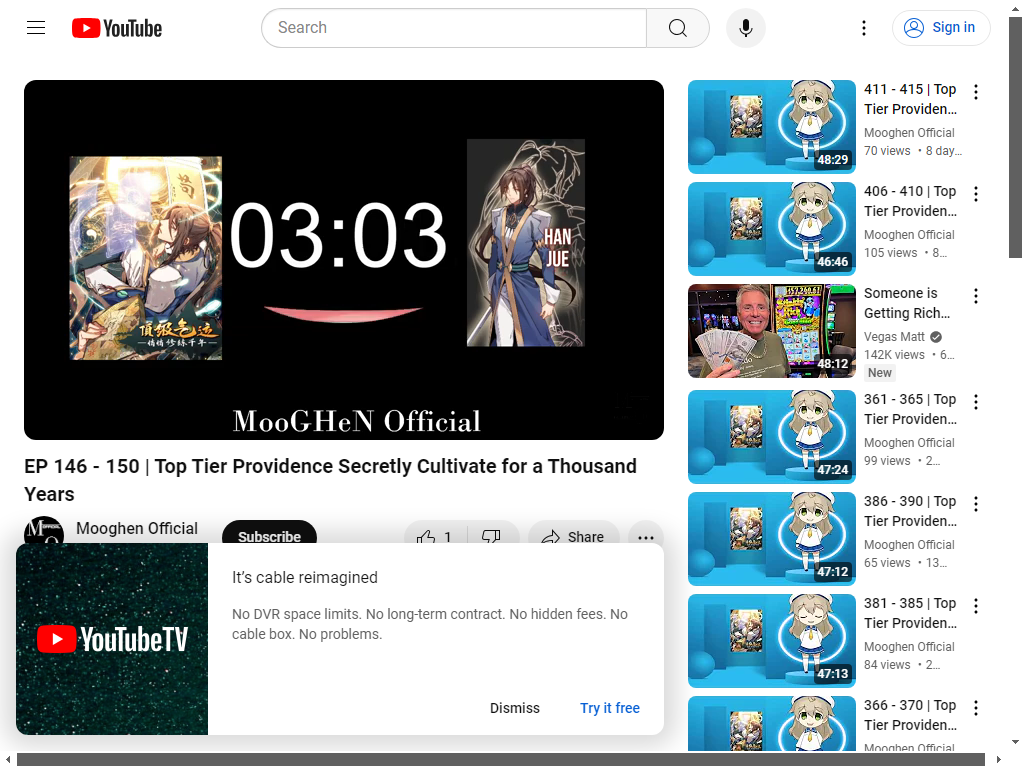 YouTube
Search
Sign in
03:03
HAN
JUE
頂級氣運
悄悄修練千年
MooGHeN Official
EP 146 - 150 | Top Tier Providence Secretly Cultivate for a Thousand
Years
Mooghen Official
Subscribe
1
Share
YouTubeTV
It’s cable reimagined
No DVR space limits. No long-term contract. No hidden fees. No
cable box. No problems.
Dismiss
Try it free
48:29
411 - 415 | Top
Tier Providen…
Mooghen Official
70 views • 8 day…
46:46
406 - 410 | Top
Tier Providen…
Mooghen Official
105 views • 8…
48:12
Someone is
Getting Rich…
Vegas Matt
142K views • 6…
New
47:24
361 - 365 | Top
Tier Providen…
Mooghen Official
99 views • 2…
47:12
386 - 390 | Top
Tier Providen…
Mooghen Official
65 views • 13…
47:13
381 - 385 | Top
Tier Providen…
Mooghen Official
84 views • 2…
366 - 370 | Top
Tier Providen…
Mooghen Official